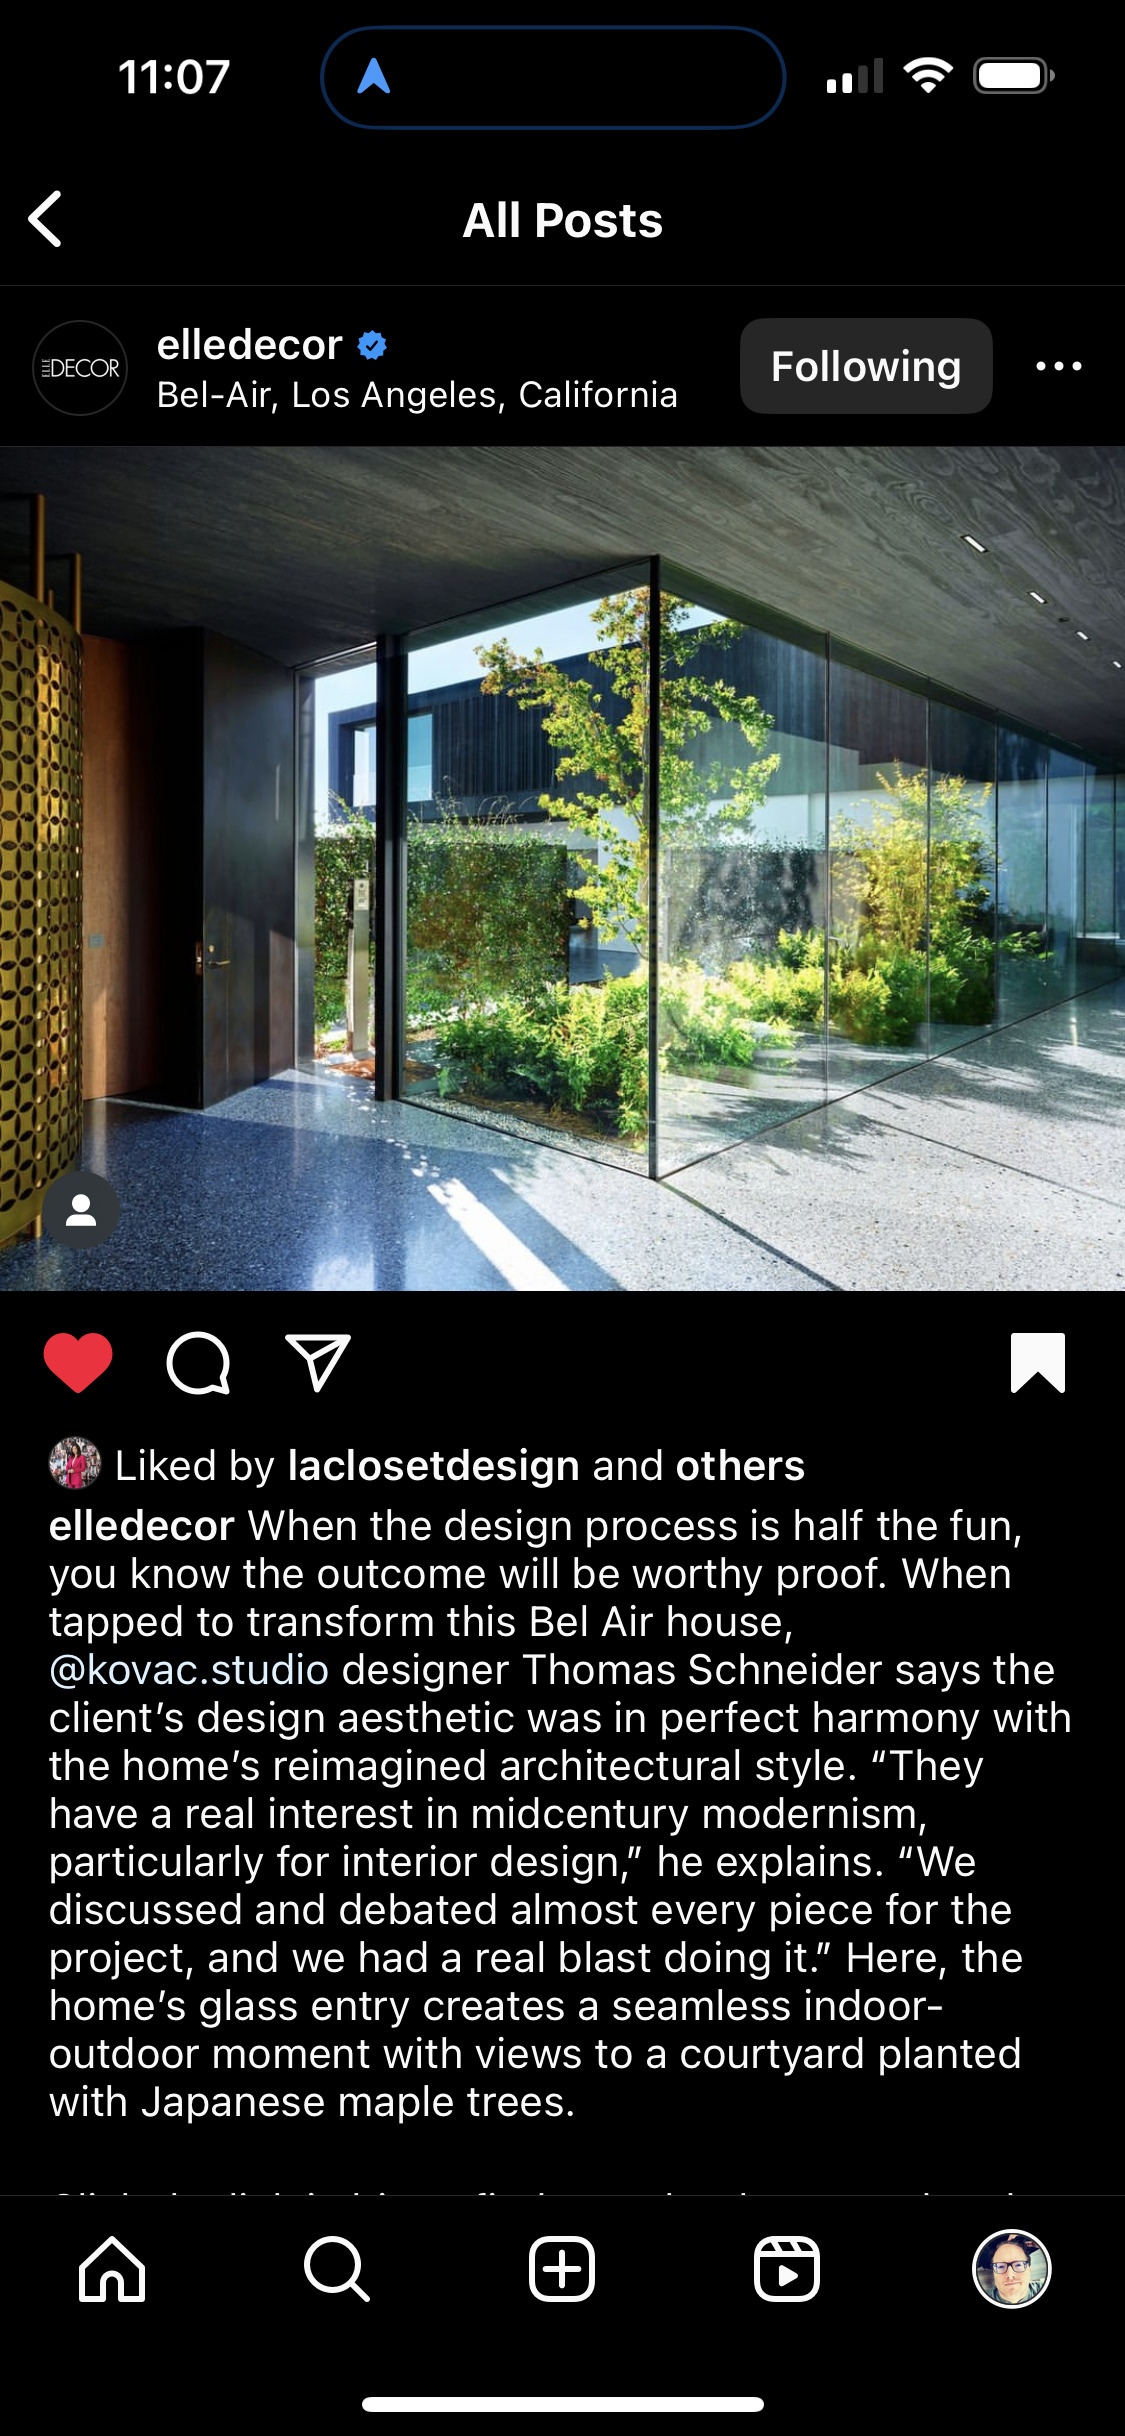 11:07
All Posts
ELLE DECOR
elledecor
Bel-Air, Los Angeles, California
Following
Liked by laclosetdesign and others
elledecor When the design process is half the fun,
you know the outcome will be worthy proof. When
tapped to transform this Bel Air house,
@kovac.studio designer Thomas Schneider says the
client’s design aesthetic was in perfect harmony with
the home’s reimagined architectural style. “They
have a real interest in midcentury modernism,
particularly for interior design,” he explains. “We
discussed and debated almost every piece for the
project, and we had a real blast doing it.” Here, the
home’s glass entry creates a seamless indoor-
outdoor moment with views to a courtyard planted
with Japanese maple trees.